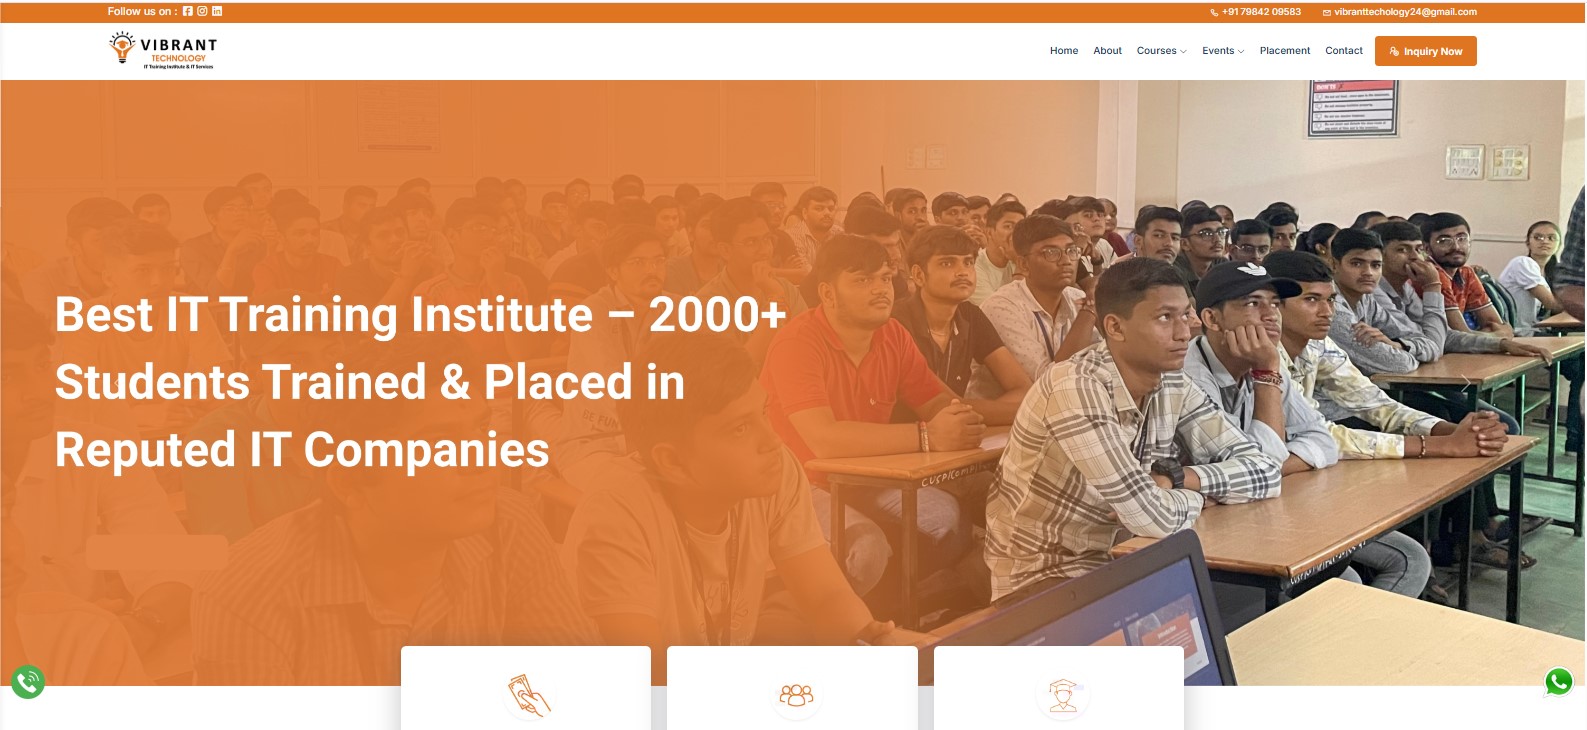 Follow us on :
+91 79842 09583
vibranttechology24@gmail.com
VIBRANT
TECHNOLOGY
IT Training Institute & IT Services
Home About Courses Events Placement Contact Inquiry Now
Best IT Training Institute – 2000+
Students Trained & Placed in
Reputed IT Companies